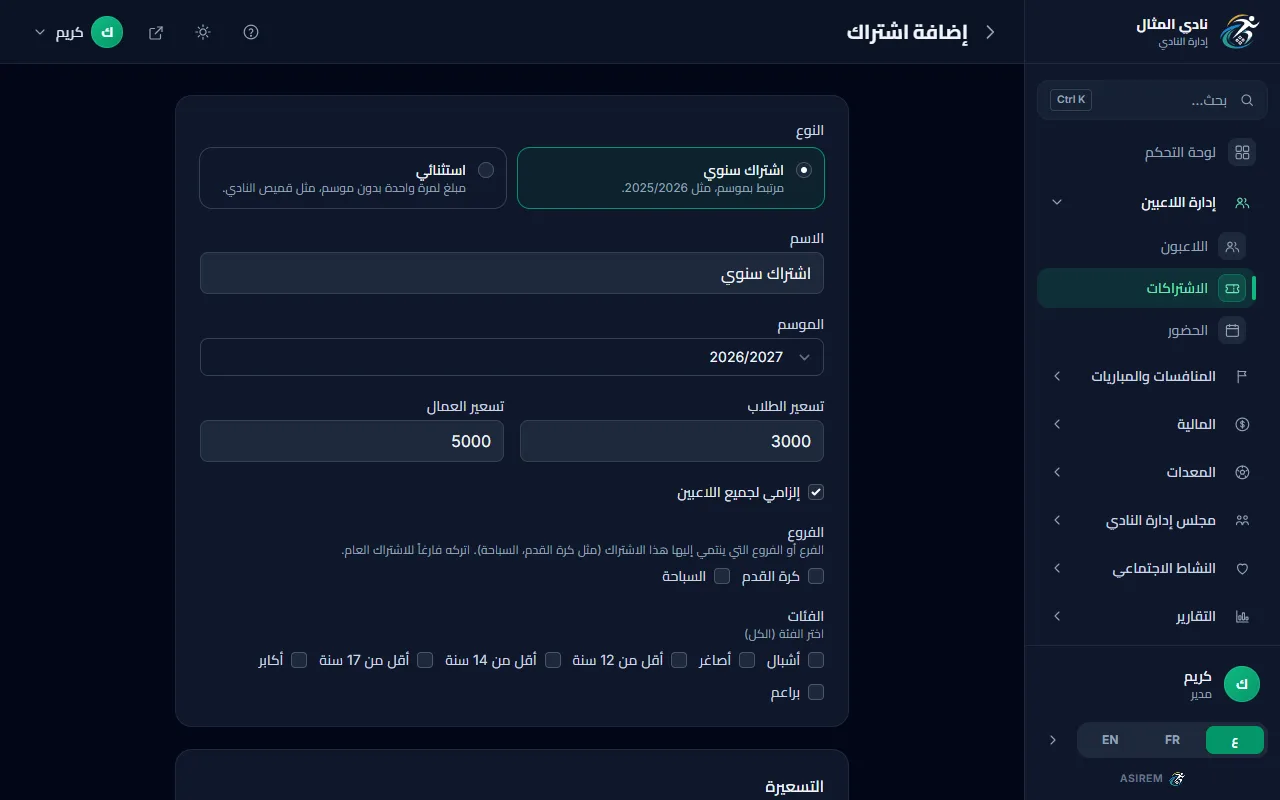 نادي المثال
إدارة النادي
بحث...
Ctrl K
لوحة التحكم
إدارة اللاعبين
اللاعبون
الاشتراكات
الحضور
المنافسات والمباريات
المالية
المعدات
مجلس إدارة النادي
النشاط الاجتماعي
التقارير
ك
كريم
مدير
ع
FR
EN
ASIREM
إضافة اشتراك
ك
كريم
النوع
اشتراك سنوي
مرتبط بموسم، مثل 2025/2026.
استثنائي
مبلغ لمرة واحدة بدون موسم، مثل قميص النادي.
الاسم
اشتراك سنوي
الموسم
2026/2027
تسعير الطلاب
تسعير العمال
3000
5000
إلزامي لجميع اللاعبين
الفروع
الفرع أو الفروع التي ينتمي إليها هذا الاشتراك (مثل كرة القدم، السباحة). اتركه فارغاً للاشتراك العام.
كرة القدم
السباحة
الفئات
اختر الفئة (الكل)
أشبال
أصاغر
أقل من 12 سنة
أقل من 14 سنة
أقل من 17 سنة
أكابر
براعم
التسعيرة